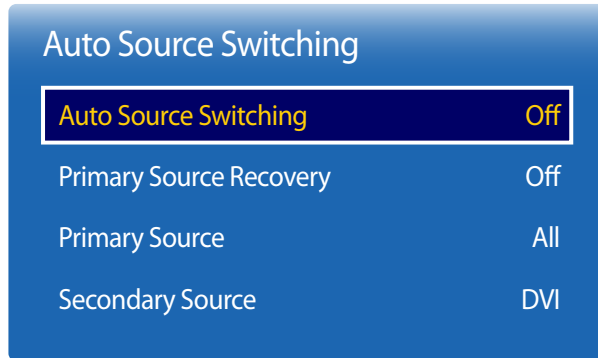 Auto Source Switching
Auto Source Switching Off
Primary Source Recovery Off
Primary Source All
Secondary Source DVI